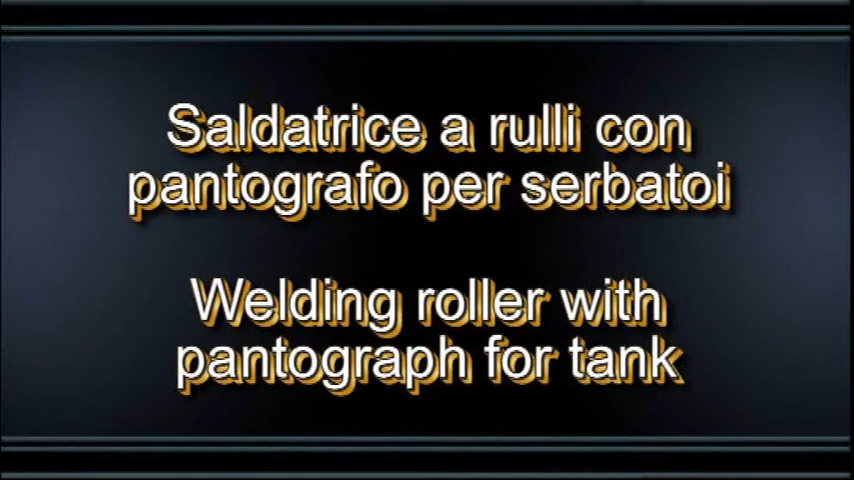 Saldatrice a rulli con
pantografo per serbatoi
Welding roller with
pantograph for tank